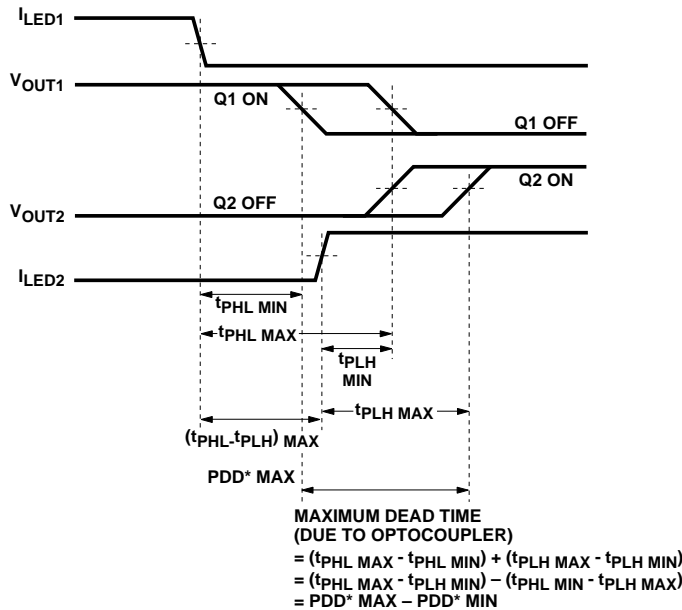 ILED1
VOUT1
Q1 ON
Q1 OFF
Q2 ON
Q2 OFF
VOUT2
ILED2
tPHL MIN
tPHL MAX
tPLH
MIN
tPLH MAX
(tPHL-tPLH) MAX
PDD* MAX
MAXIMUM DEAD TIME
(DUE TO OPTOCOUPLER)
= (tPHL MAX - tPHL MIN) + (tPLH MAX - tPLH MIN)
= (tPHL MAX - tPLH MIN) – (tPHL MIN - tPLH MAX)
= PDD* MAX – PDD* MIN